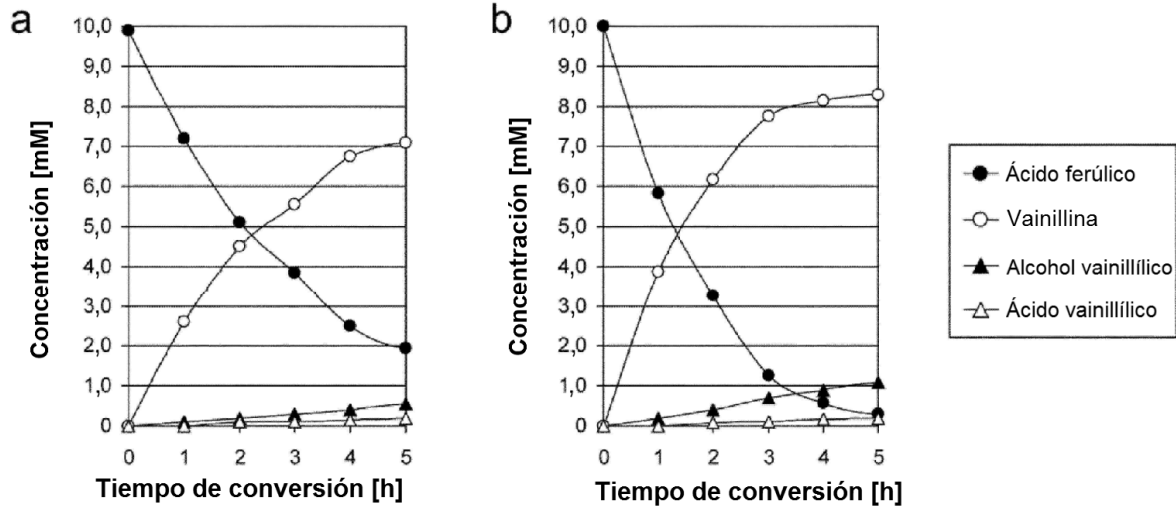 a
10,0
9,0
8,0
7,0
6,0
5,0
4,0
3,0
2,0
1,0
0
Concentración [mM]
0 1 2 3 4 5
Tiempo de conversión [h]
b
10,0
9,0
8,0
7,0
6,0
5,0
4,0
3,0
2,0
1,0
0
Concentración [mM]
0 1 2 3 4 5
Tiempo de conversión [h]
Ácido ferúlico
Vainillina
Alcohol vainillílico
Ácido vainillílico